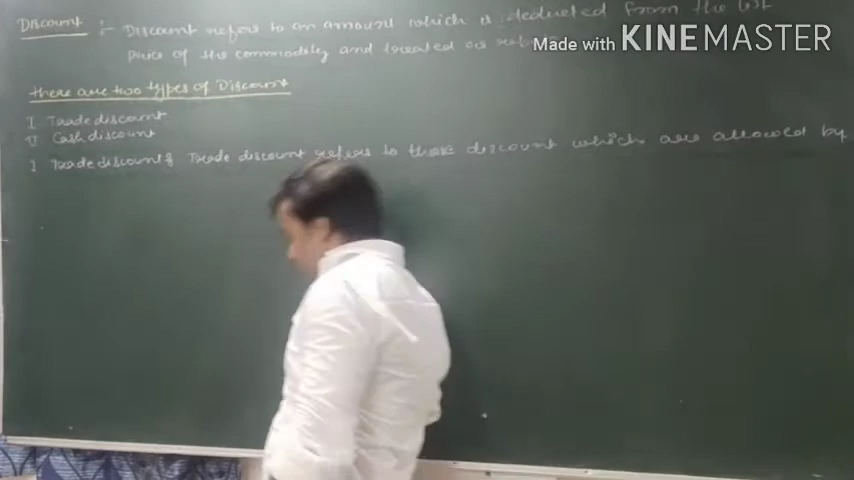 Discount :- Discount refers to an amount which is deducted from the list
price of the commodity and treated as
Made with KINEMASTER
there are two types of Discount
I Trade discount
II Cash discount
I Trade discount : Trade discount refers to those discount which are allowed by